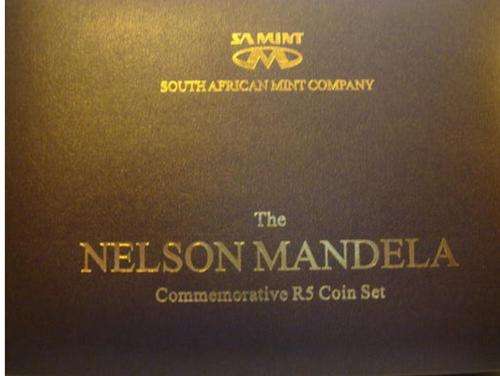 SA MINT
SOUTH AFRICAN MINT COMPANY
The
NELSON MANDELA
Commemorative R5 Coin Set